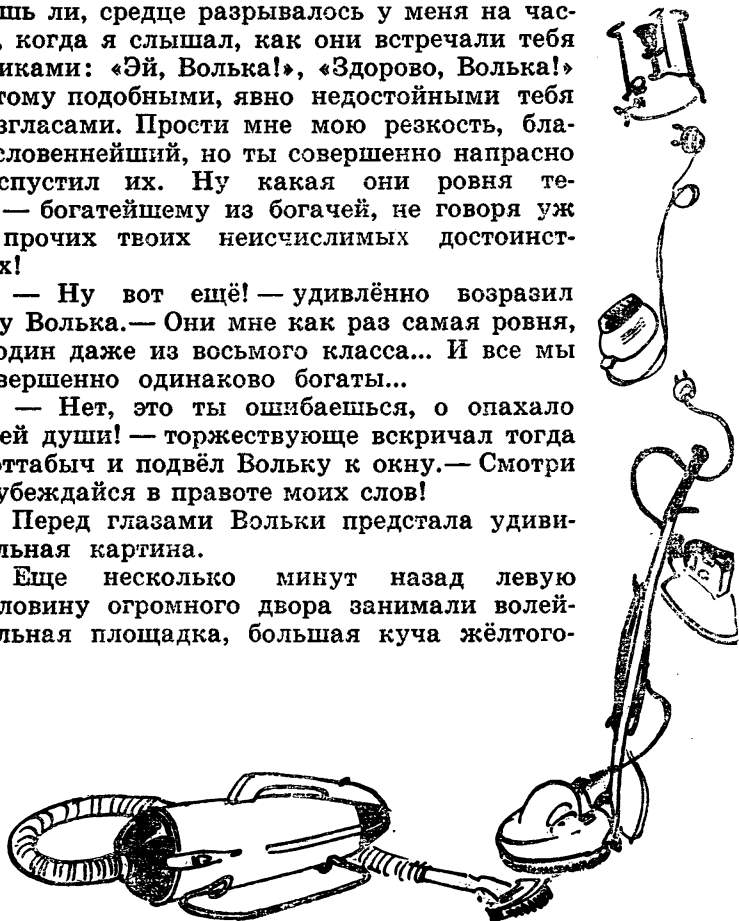 шь ли, средце разрывалось у меня на час-
, когда я слышал, как они встречали тебя
иками: «Эй, Волька!», «Здорово, Волька!»
тому подобными, явно недостойными тебя
згласами. Прости мне мою резкость, бла-
словеннейший, но ты совершенно напрасно
спустил их. Ну какая они ровня те-
— богатейшему из богачей, не говоря уж
прочих твоих неисчислимых достоинст-
х!
— Ну вот ещё! — удивлённо возразил
у Волька.— Они мне как раз самая ровня,
один даже из восьмого класса... И все мы
вершенно одинаково богаты...
— Нет, это ты ошибаешься, о опахало
ей души! — торжествующе вскричал тогда
оттабыч и подвёл Вольку к окну.— Смотри
убеждайся в правоте моих слов!
Перед глазами Вольки предстала удиви-
льная картина.
Еще несколько минут назад левую
ловину огромного двора занимали волей-
льная площадка, большая куча жёлтого-